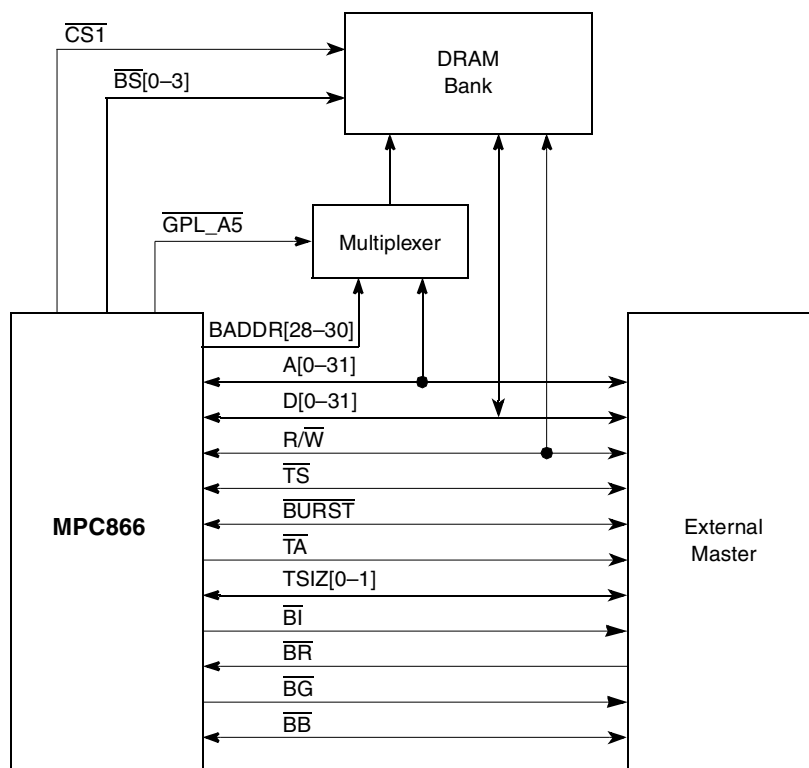 CS1
DRAM
Bank
BS[0–3]
GPL_A5
Multiplexer
BADDR[28–30]
A[0–31]
D[0–31]
R/W
TS
BURST
MPC866
External
Master
TA
TSIZ[0–1]
BI
BR
BG
BB